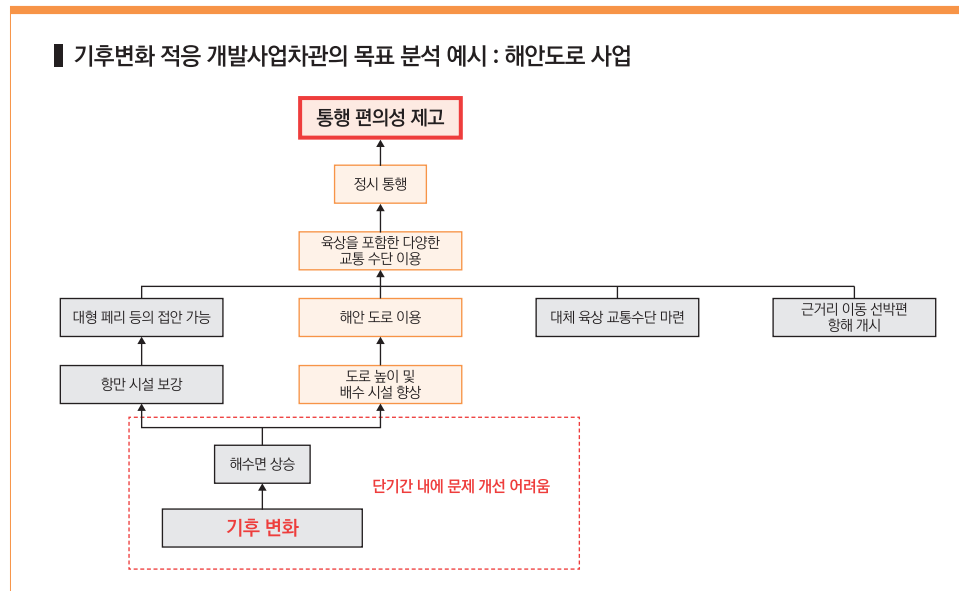 기후변화 적응 개발사업차관의 목표 분석 예시 : 해안도로 사업
통행 편의성 제고
정시 통행
육상을 포함한 다양한
교통 수단 이용
대형 페리 등의 접안 가능
해안 도로 이용
대체 육상 교통수단 마련
근거리 이동 선박편
항해 개시
항만 시설 보강
도로 높이 및
배수 시설 향상
해수면 상승
단기간 내에 문제 개선 어려움
기후 변화